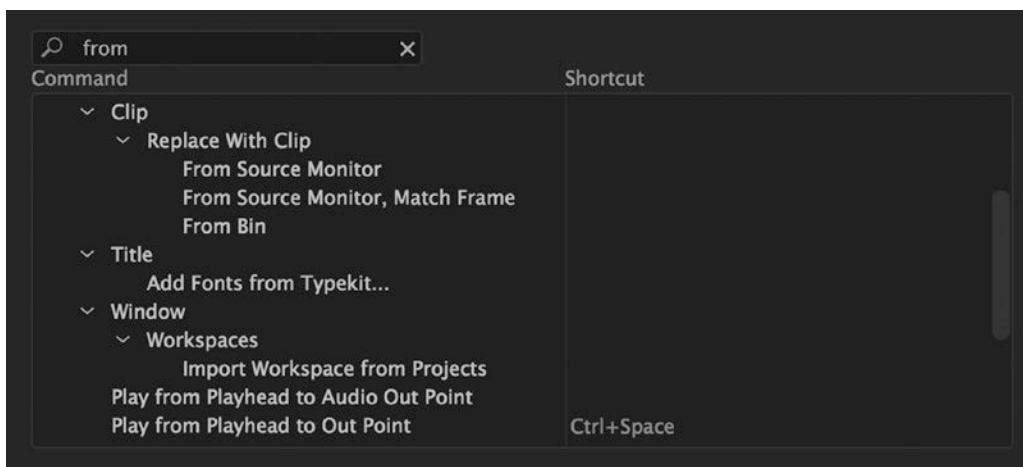 from
Command Shortcut
Clip
Replace With Clip
From Source Monitor
From Source Monitor, Match Frame
From Bin
Title
Add Fonts from Typekit...
Window
Workspaces
Import Workspace from Projects
Play from Playhead to Audio Out Point
Play from Playhead to Out Point Ctrl+Space